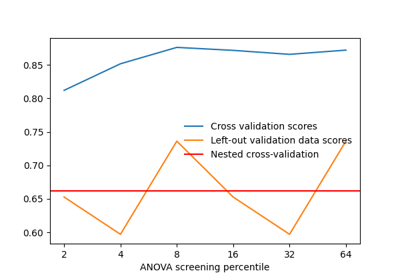 0.85
0.80
0.75
0.70
0.65
0.60
Cross validation scores
Left-out validation data scores
Nested cross-validation
2 4 8 16 32 64
ANOVA screening percentile